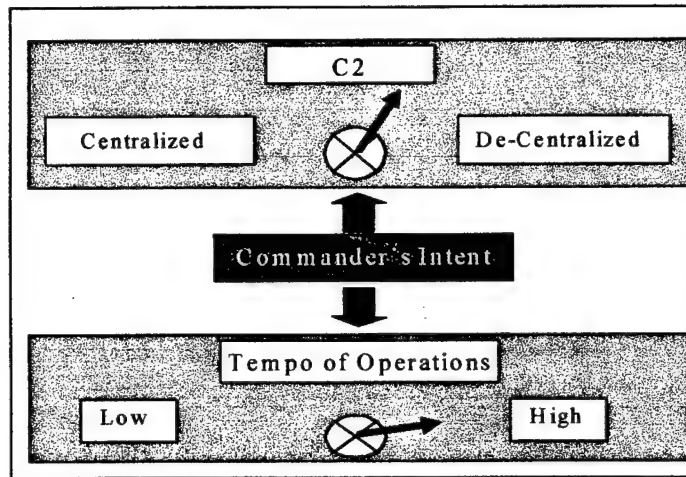 C2
Centralized
De-Centralized
Commander's Intent
Tempo of Operations
Low
High